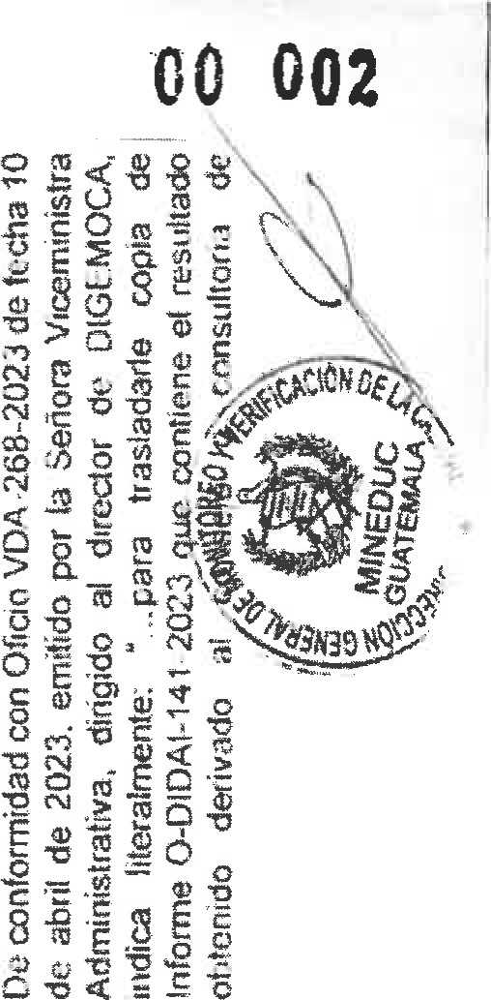 00 002
De conformidad con Oficio VDA-268-2023 de fecha 10
de abril de 2023, emitido por la Señora Viceministra
Administrativa, dirigido al director de DIGEMOCA,
indica literalmente: "...para trasladarle copia de
Informe O-DIDAI-141-2023 que contiene el resultado
obtenido derivado al consultoría de
DIRECCIÓN GENERAL DE MONITOREO Y VERIFICACIÓN DE LA
MINEDUC
GUATEMALA